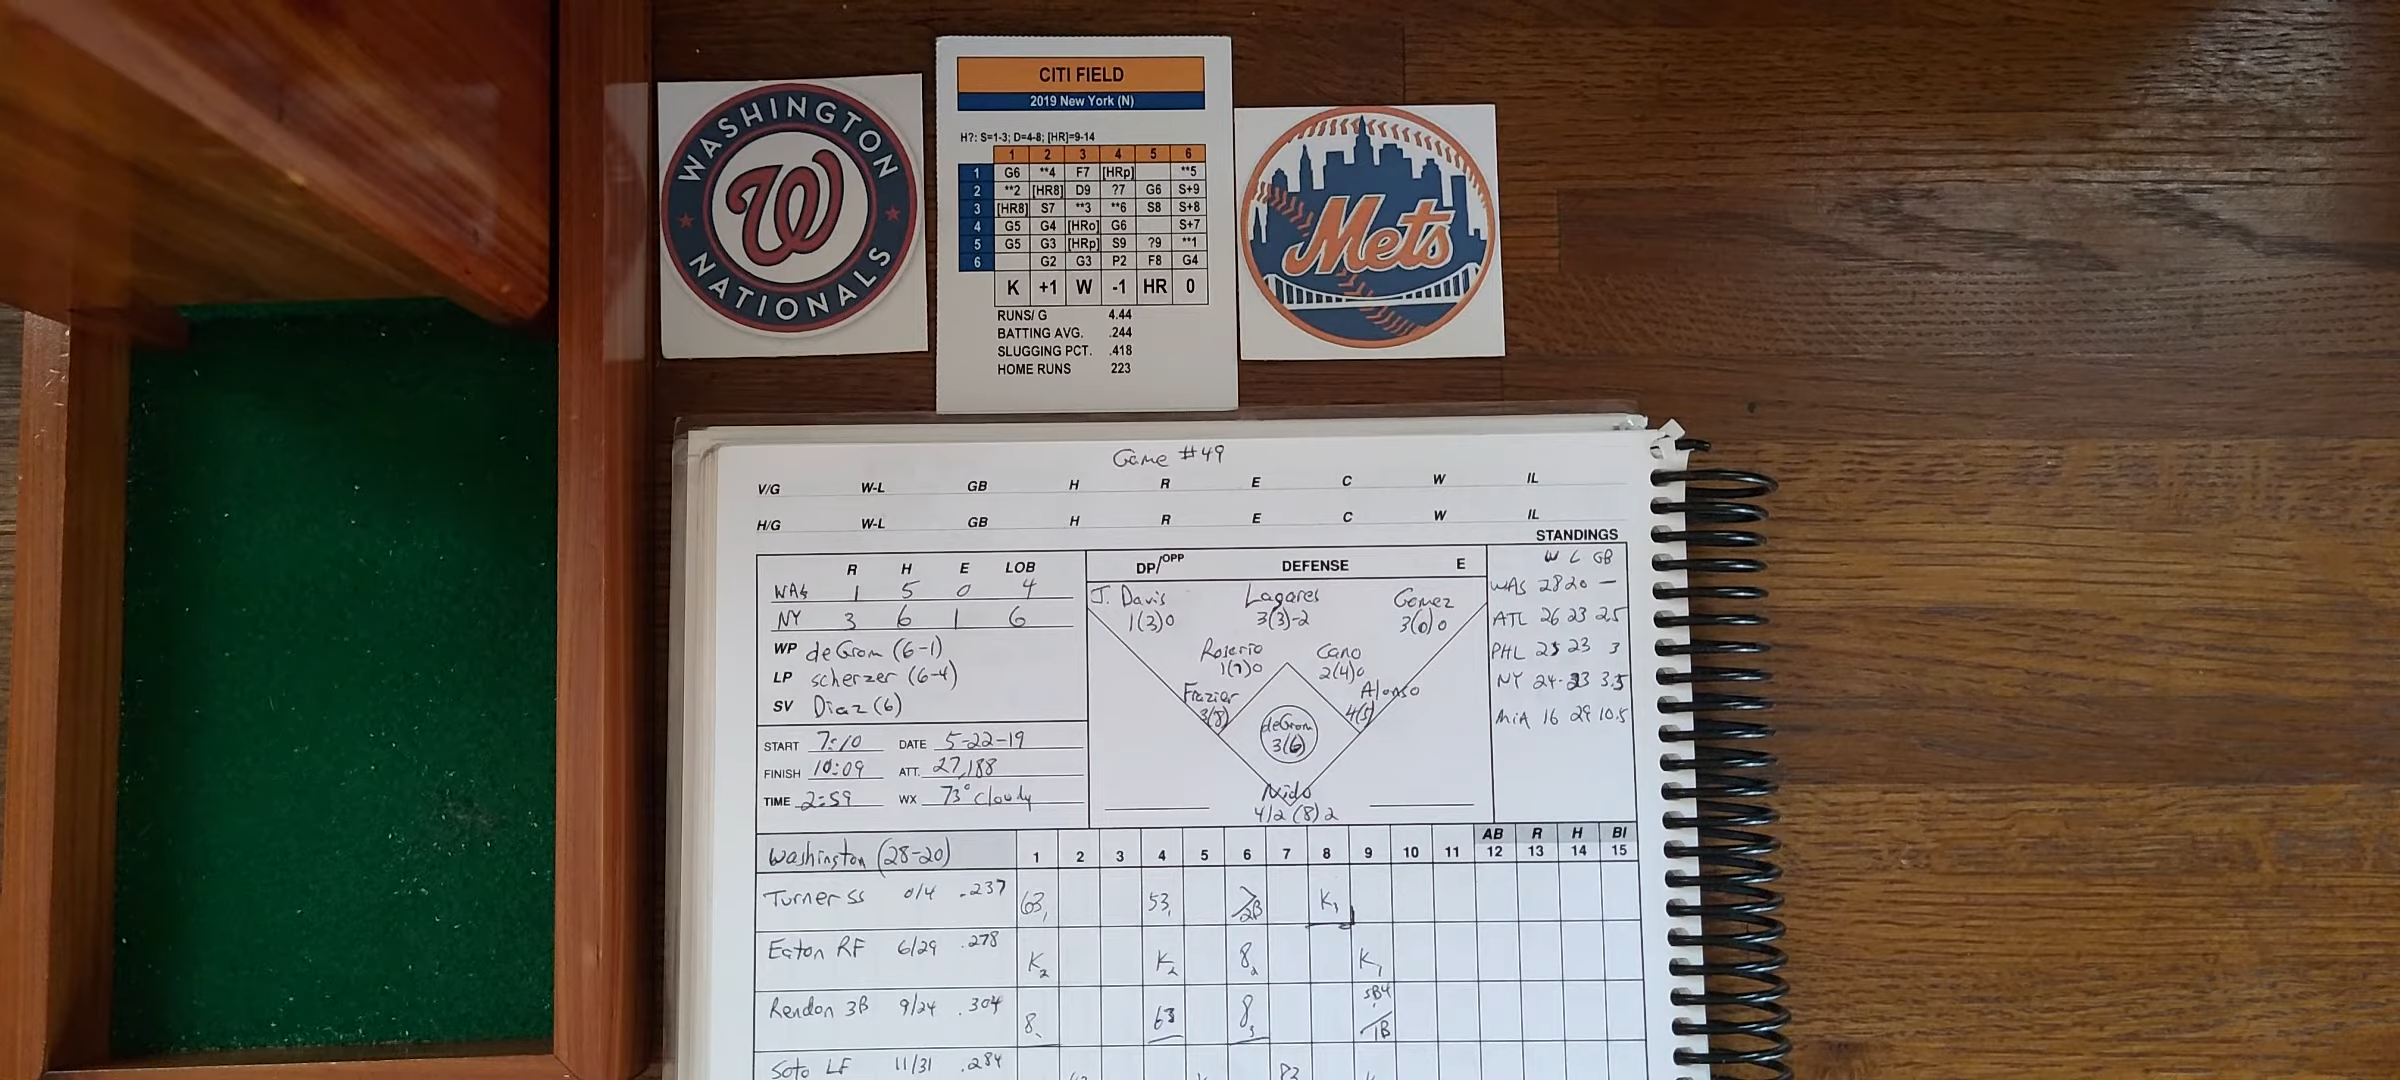 WASHINGTON
NATIONALS
CITI FIELD
2019 New York (N)
H?: S=1-3; D=4-8; [HR]=9-14
1 2 3 4 5 6
1 G6 **4 F7 [HRp] **5
2 **2 [HR8] D9 ?7 G6 S+9
3 [HR8] S7 **3 **6 S8 S+8
4 G5 G4 [HRo] G6 S+7
5 G5 G3 [HRp] S9 ?9 **1
6 G2 G3 P2 F8 G4
K +1 W -1 HR 0
RUNS/ G 4.44
BATTING AVG. .244
SLUGGING PCT. .418
HOME RUNS 223
Mets
Game #49
V/G W-L GB H R E C W IL
H/G W-L GB H R E C W IL
STANDINGS
W L GB
WAS 28 20 —
ATL 26 23 2.5
PHL 25 23 3
NY 24-23 3.5
MIA 16 29 10.5
R H E LOB
WAS 1 5 0 4
NY 3 6 1 6
WP deGrom (6-1)
LP scherzer (6-4)
SV Diaz (6)
START 7:10 DATE 5-22-19
FINISH 10:09 ATT. 27,188
TIME 2:59 WX 73° cloudy
DP/OPP DEFENSE E
J. Davis Lagares Gomez
1(3)0 3(3)-2 3(0)0
Rosario Cano
1(7)0 2(4)0
Frazier Alonso
3(8) 4(5)
deGrom
3(6)
Nido
4/2 (8) 2
Washington (28-20) 1 2 3 4 5 6 7 8 9 10 11 12 13 14 15
AB R H BI
Turner SS 0/4 .237 63, 53, 2B K1
Eaton RF 6/29 .278 K2 K2 82 K1
Rendon 3B 9/24 .304 8 63 83 SB4 1B
Soto LF 11/31 .284